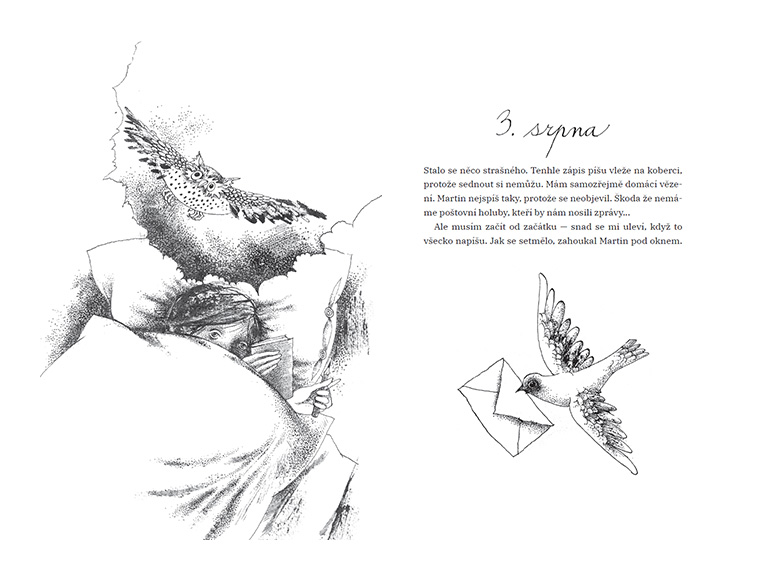 3. srpna
Stalo se něco strašného. Tenhle zápis píšu vleže na koberci,
protože sednout si nemůžu. Mám samozřejmě domácí věze-
ní. Martin nejspíš taky, protože se neobjevil. Škoda že nemá-
me poštovní holuby, kteří by nám nosili zprávy...
Ale musím začít od začátku — snad se mi uleví, když to
všecko napíšu. Jak se setmělo, zahoukal Martin pod oknem.